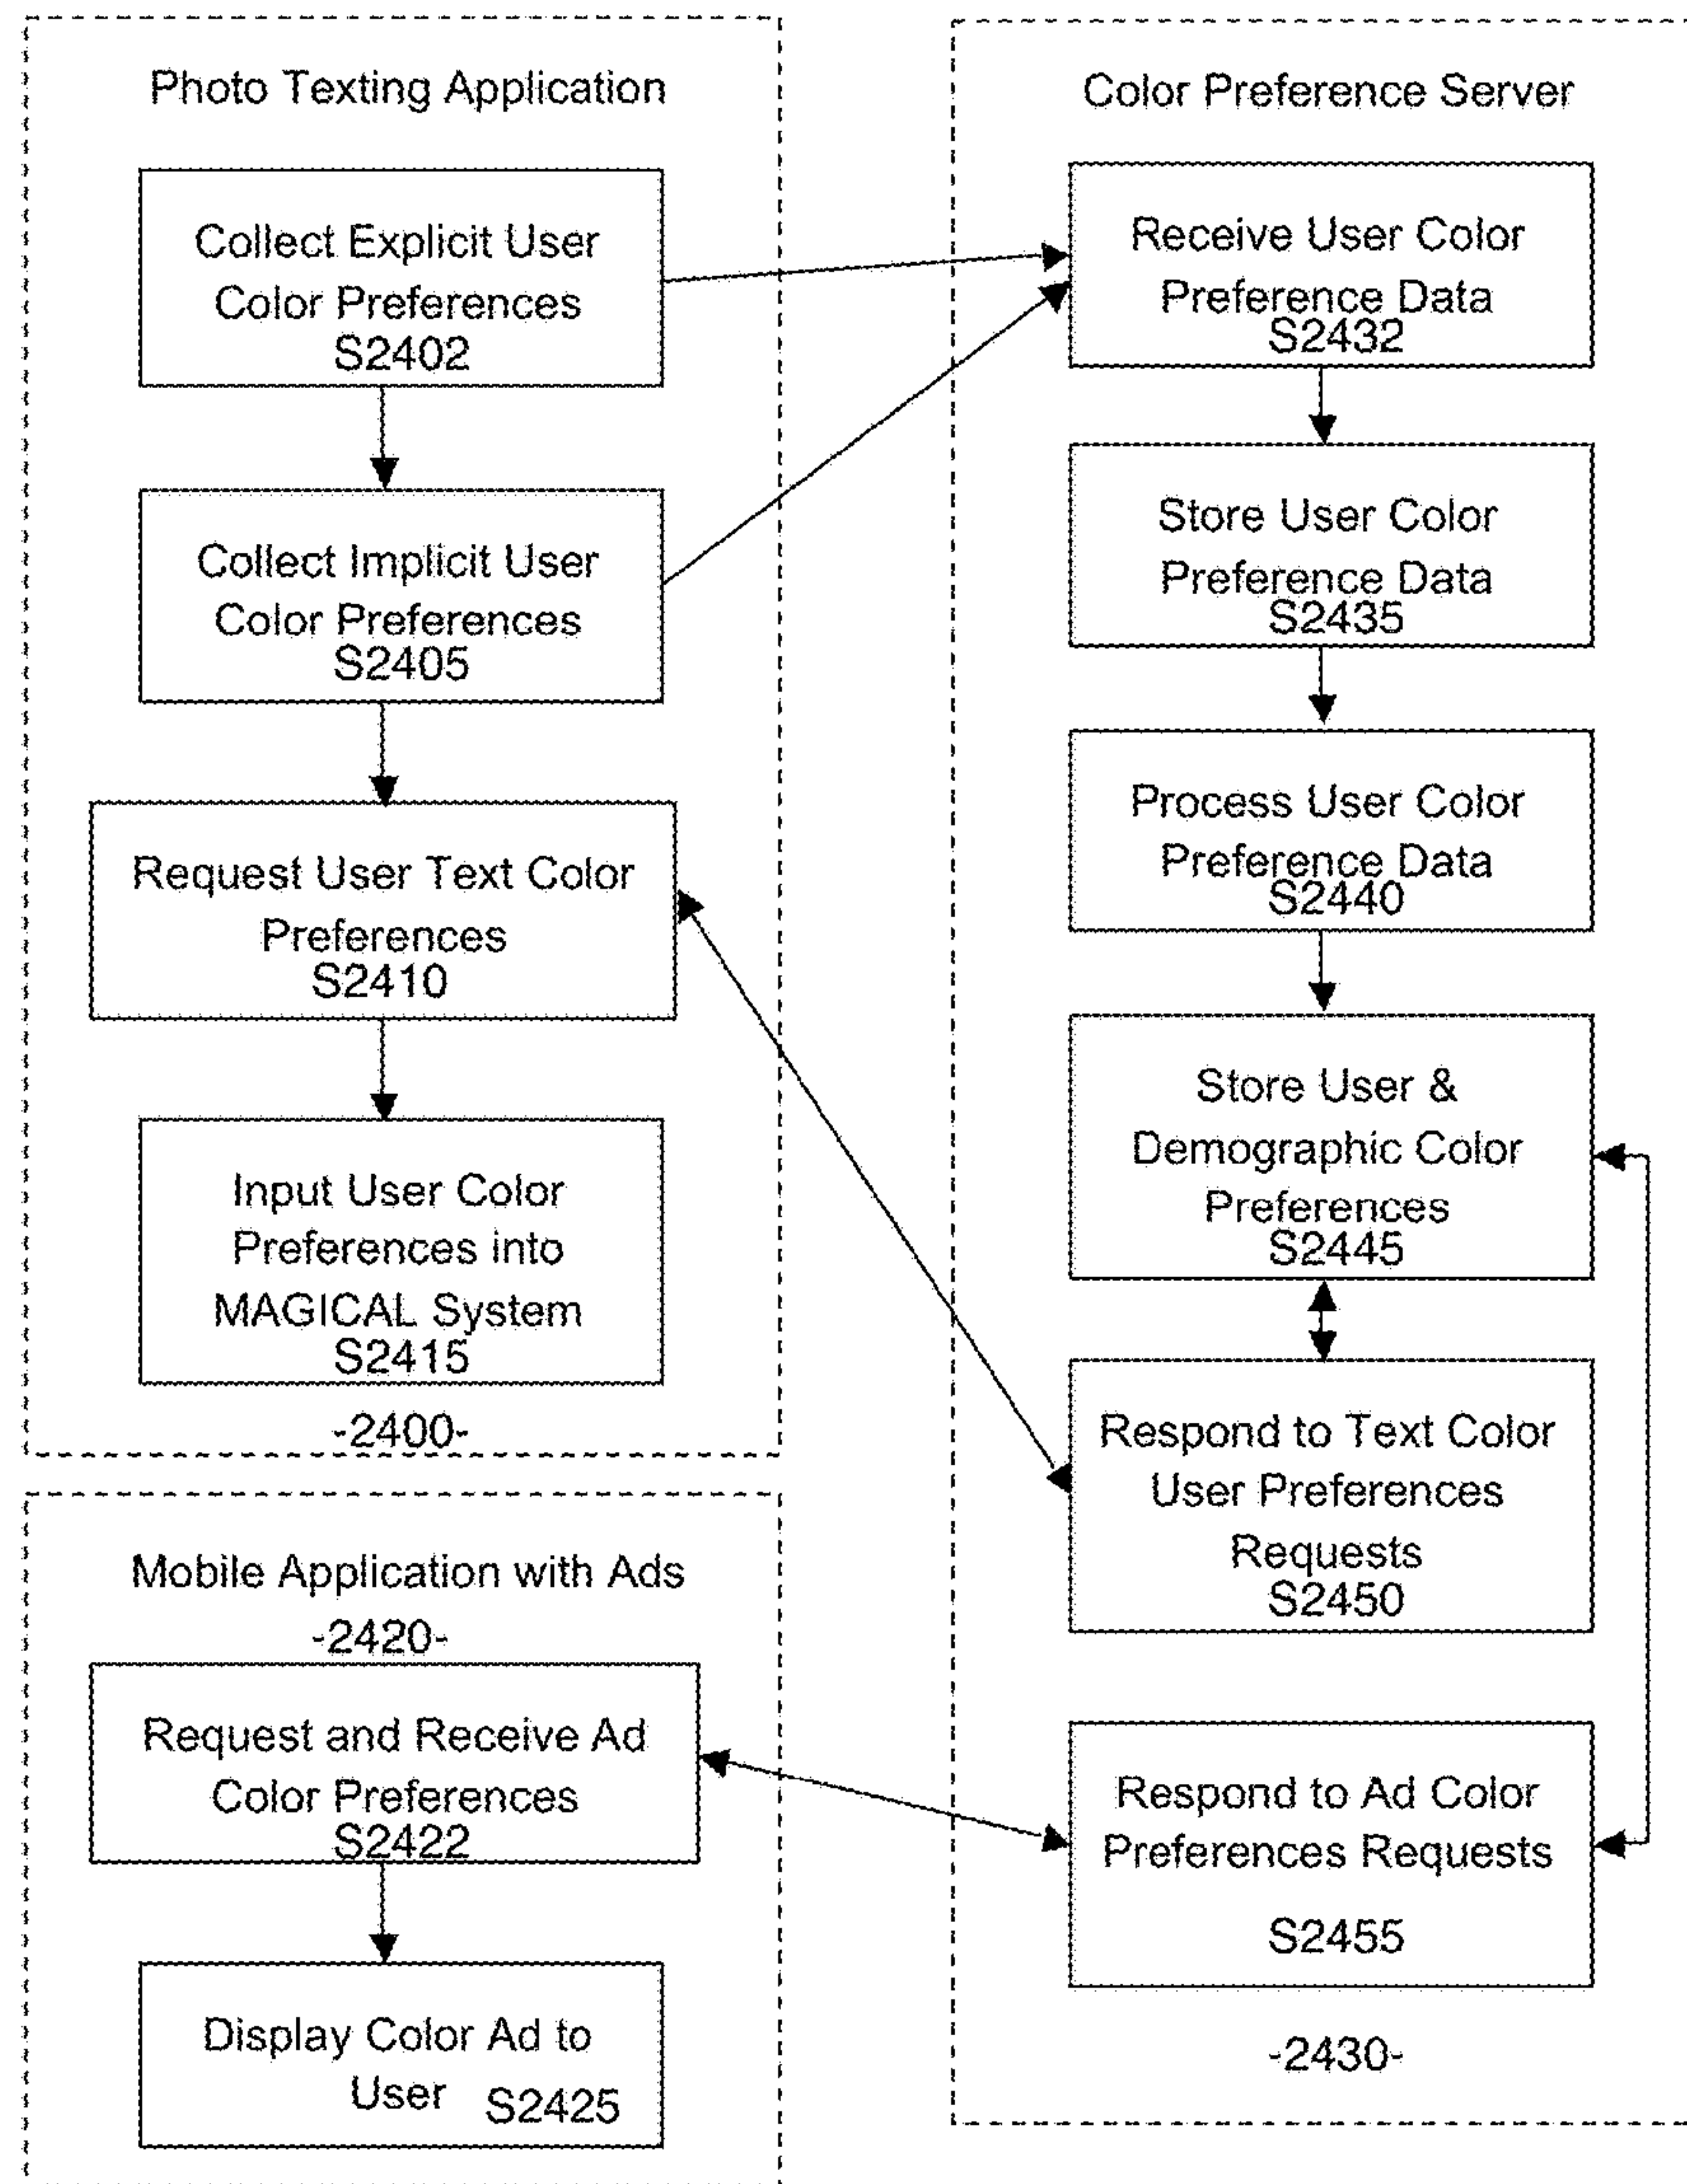 Photo Texting Application
Collect Explicit User
Color Preferences
S2402
Collect Implicit User
Color Preferences
S2405
Request User Text Color
Preferences
S2410
Input User Color
Preferences into
MAGICAL System
S2415
-2400-
Mobile Application with Ads
-2420-
Request and Receive Ad
Color Preferences
S2422
Display Color Ad to
User S2425
Color Preference Server
Receive User Color
Preference Data
S2432
Store User Color
Preference Data
S2435
Process User Color
Preference Data
S2440
Store User &
Demographic Color
Preferences
S2445
Respond to Text Color
User Preferences
Requests
S2450
Respond to Ad Color
Preferences Requests
S2455
-2430-